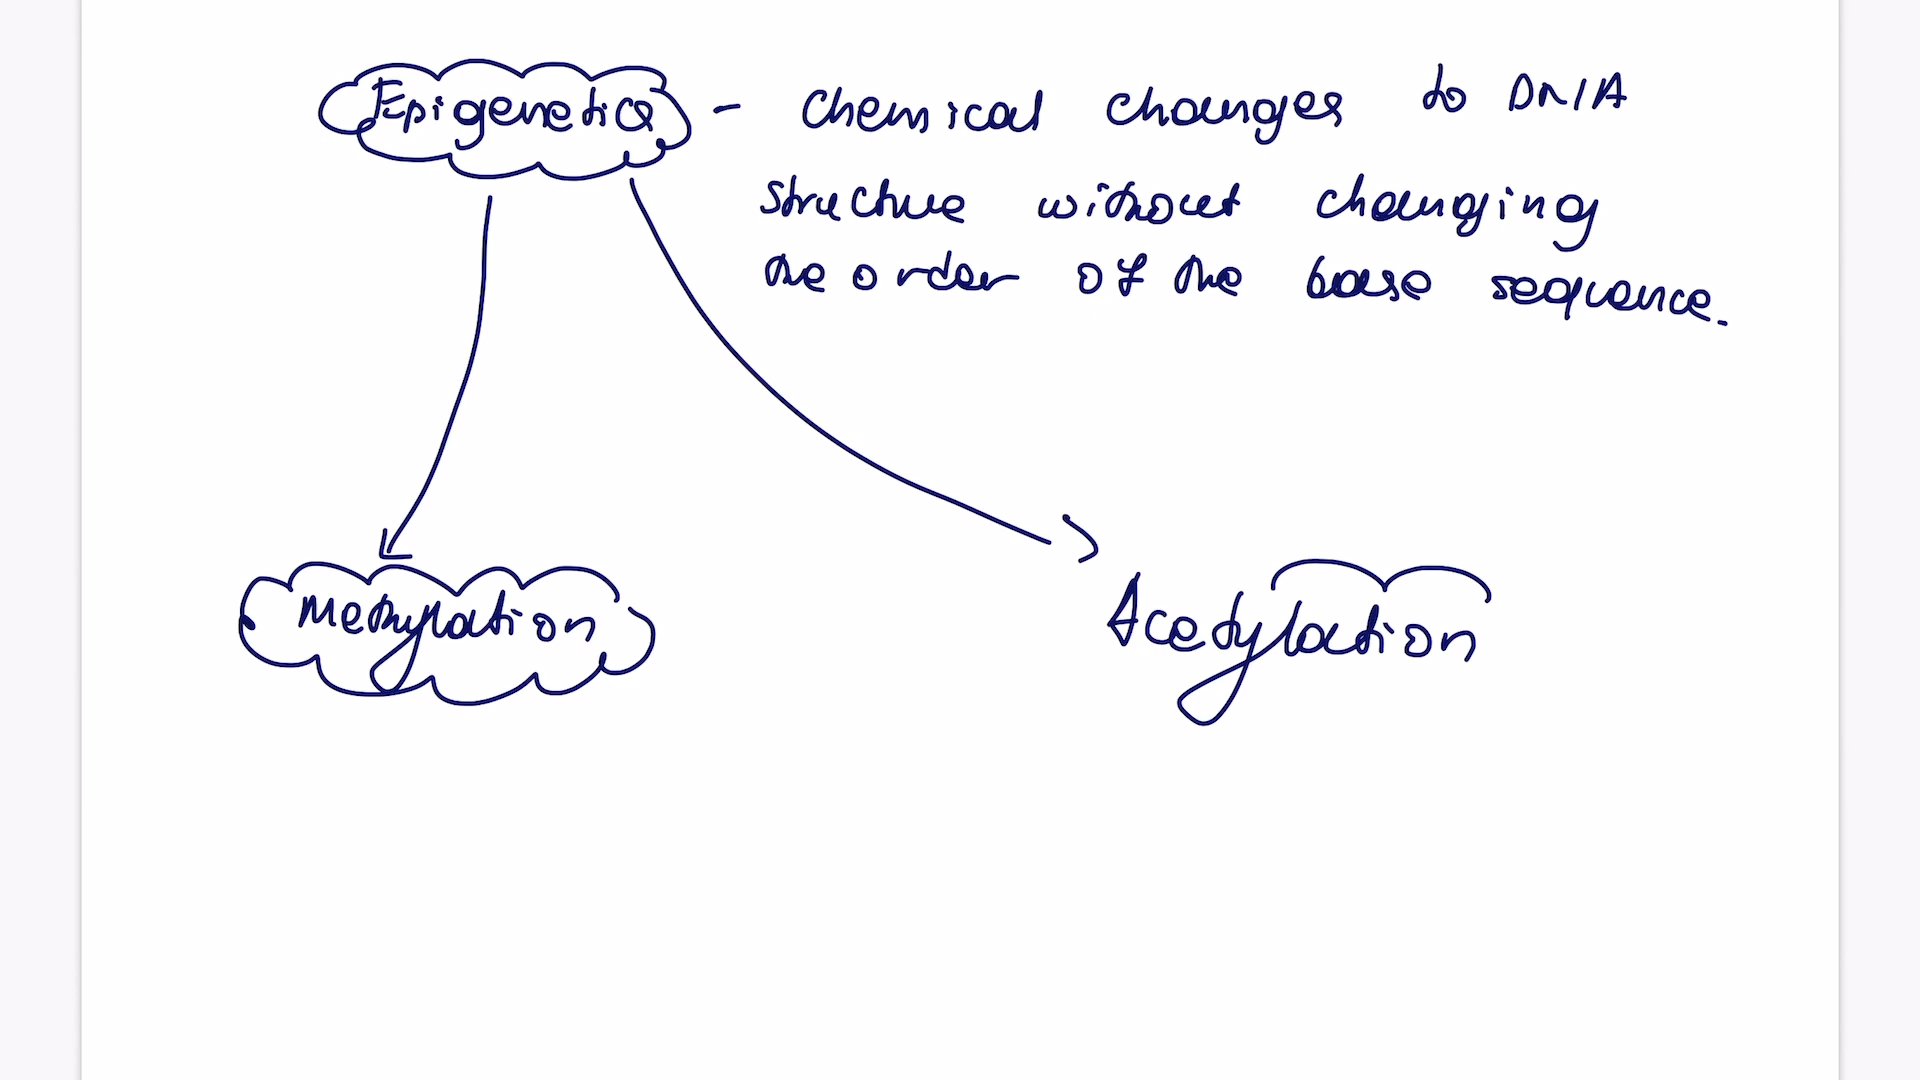 Epigenetics - Chemical changes to DNA
structure without changing
the order of the base sequence.
Methylation
Acetylation